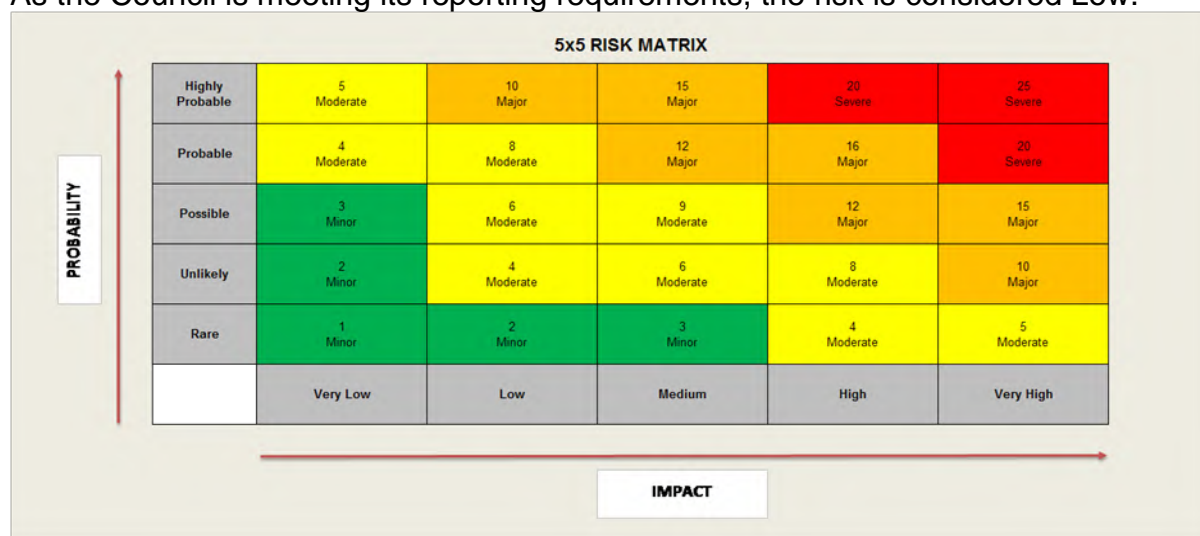 As the Council is meeting its reporting requirements, the risk is considered Low.
5x5 RISK MATRIX
Highly
Probable
5
Moderate
10
Major
15
Major
20
Severe
25
Severe
Probable
4
Moderate
8
Moderate
12
Major
16
Major
20
Severe
PROBABILITY
Possible
3
Minor
6
Moderate
9
Moderate
12
Major
15
Major
Unlikely
2
Minor
4
Moderate
6
Moderate
8
Moderate
10
Major
Rare
1
Minor
2
Minor
3
Minor
4
Moderate
5
Moderate
Very Low
Low
Medium
High
Very High
IMPACT